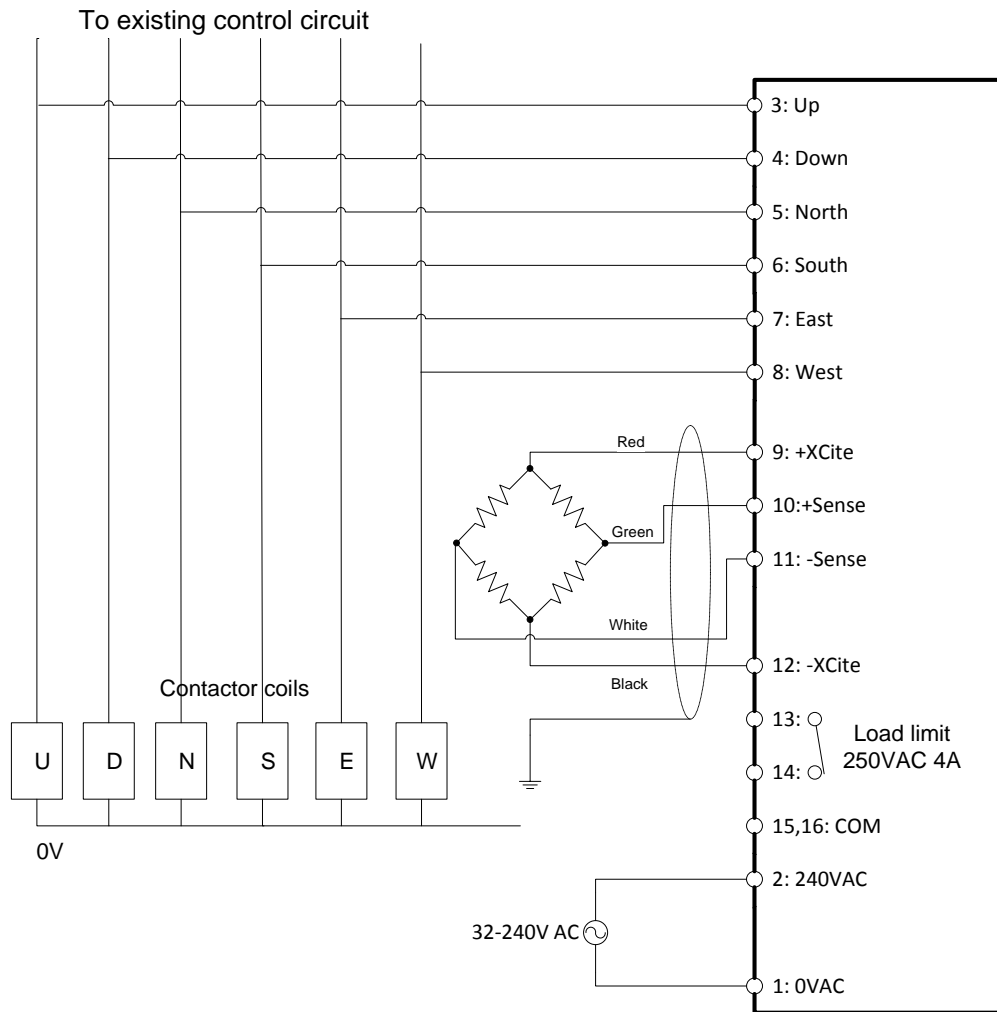 To existing control circuit
3: Up
4: Down
5: North
6: South
7: East
8: West
Red
9: +XCite
10:+Sense
Green
11: -Sense
White
12: -XCite
Black
Contactor coils
13:
Load limit
250VAC 4A
14:
U D N S E W
15,16: COM
0V
2: 240VAC
32-240V AC
1: 0VAC